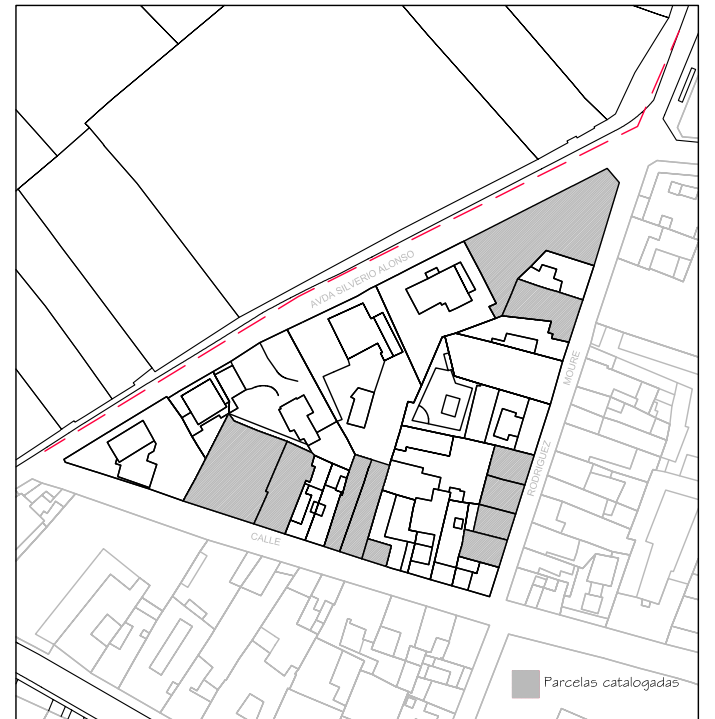 AVDA SILVERIO ALONSO
MOURE
RODRIGUEZ
CALLE
Parcelas catalogadas